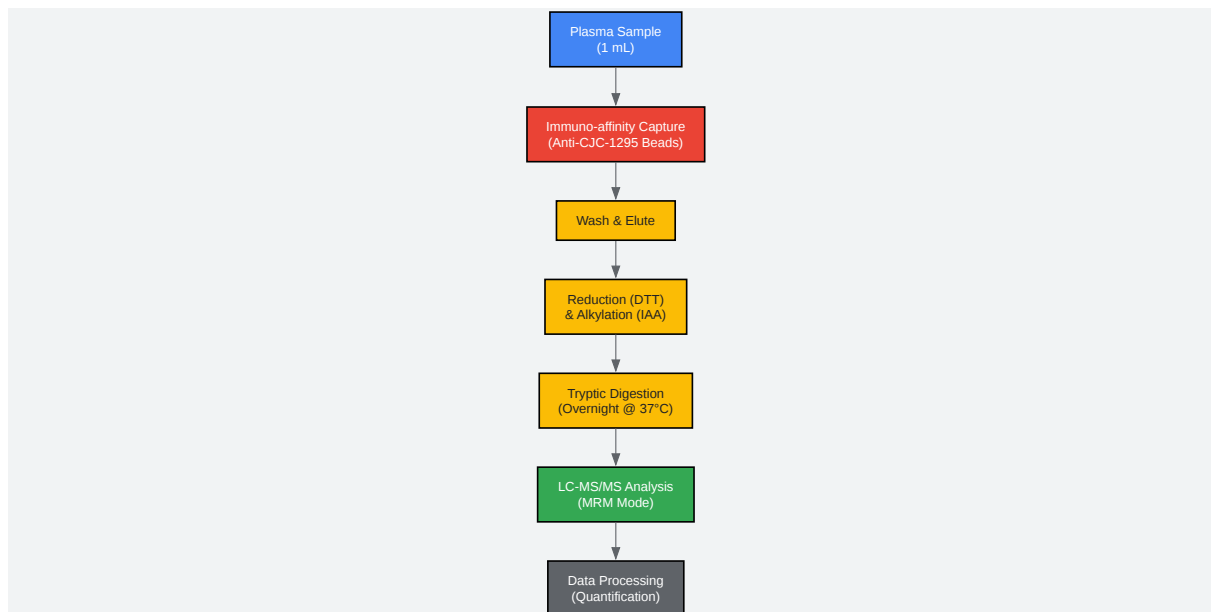 Plasma Sample
(1 mL)
Immuno-affinity Capture
(Anti-CJC-1295 Beads)
Wash & Elute
Reduction (DTT)
& Alkylation (IAA)
Tryptic Digestion
(Overnight @ 37°C)
LC-MS/MS Analysis
(MRM Mode)
Data Processing
(Quantification)